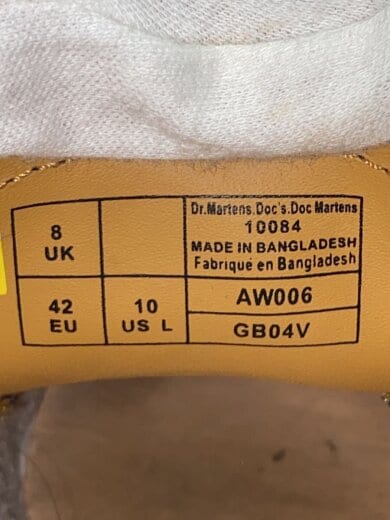 8
UK
42
EU
10
US L
Dr.Martens.Doc's.Doc Martens
10084
MADE IN BANGLADESH
Fabriqué en Bangladesh
AW006
GB04V